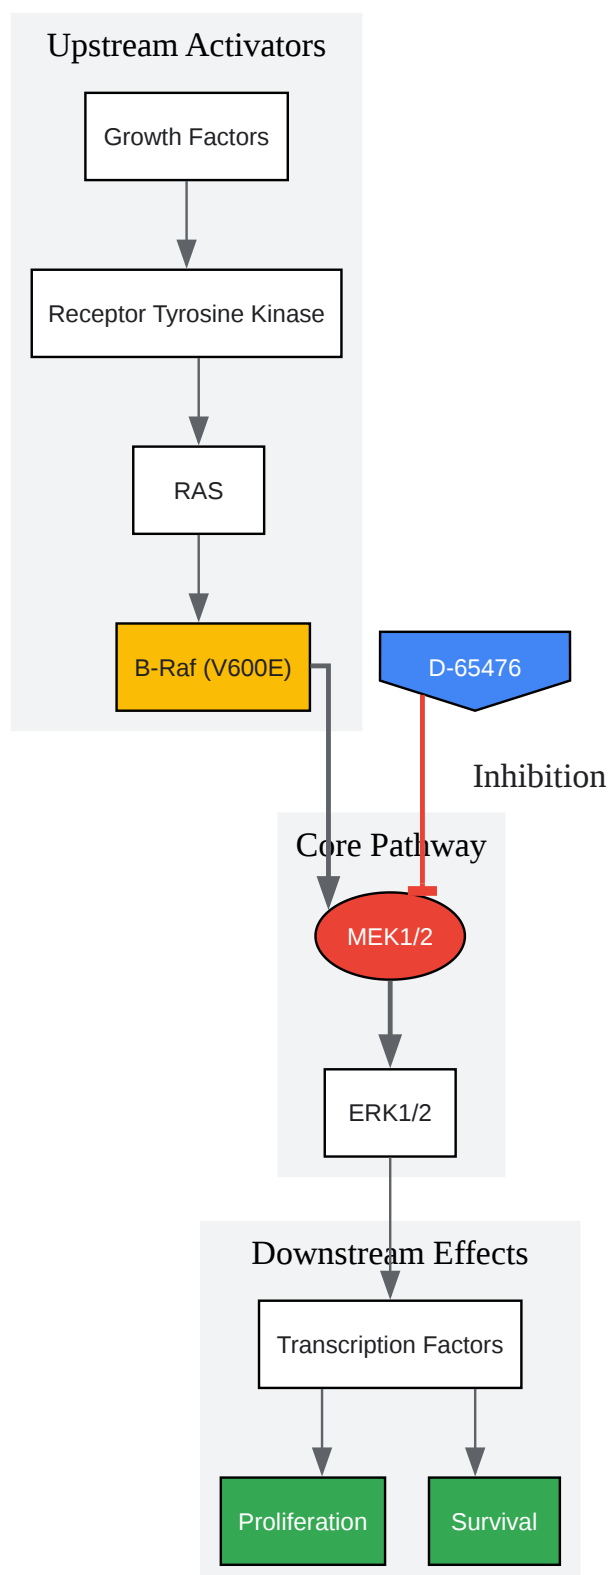 Upstream Activators
Growth Factors
Receptor Tyrosine Kinase
RAS
B-Raf (V600E)
D-65476
Inhibition
Core Pathway
MEK1/2
ERK1/2
Downstream Effects
Transcription Factors
Proliferation
Survival